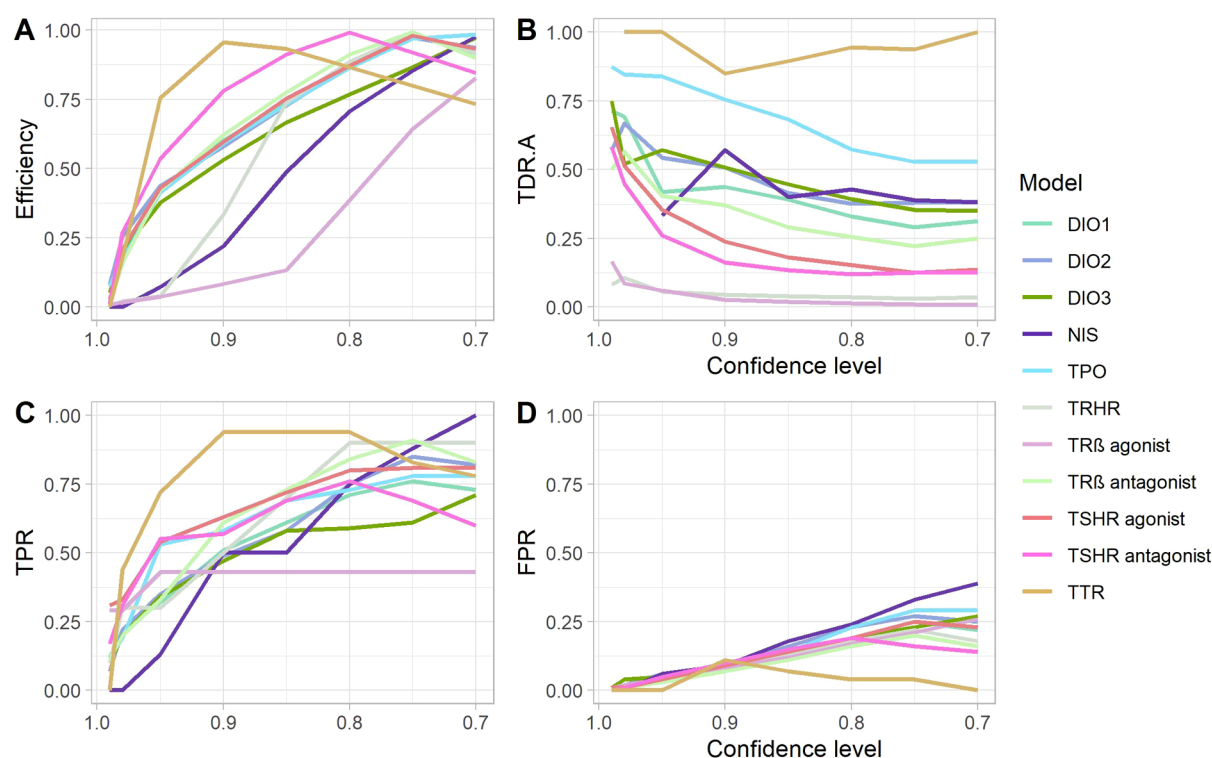 A
1.00
0.75
0.50
0.25
0.00
Efficiency
1.0
0.9
0.8
0.7
B
1.00
0.75
0.50
0.25
0.00
TDR.A
1.0
0.9
0.8
0.7
Confidence level
C
1.00
0.75
0.50
0.25
0.00
TPR
1.0
0.9
0.8
0.7
D
1.00
0.75
0.50
0.25
0.00
FPR
1.0
0.9
0.8
0.7
Confidence level
Model
DIO1
DIO2
DIO3
NIS
TPO
TRHR
TRß agonist
TRß antagonist
TSHR agonist
TSHR antagonist
TTR